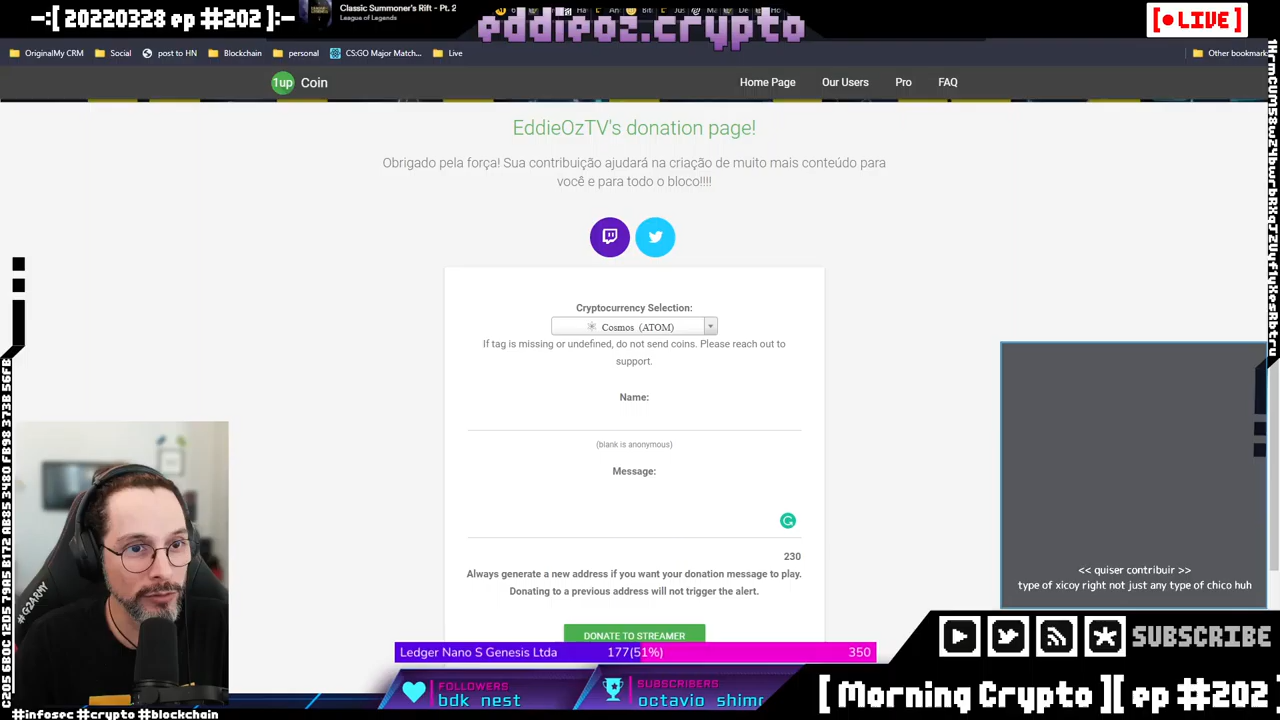 -:[ 20220328 ep #202 ]:-
Classic Summoner's Rift - Pt. 2
League of Legends
eddieoz.crypto
[ LIVE ]
OriginalMy CRM
Social
post to HN
Blockchain
personal
CS:GO Major Match...
Live
Other bookmark
1up Coin
Home Page
Our Users
Pro
FAQ
EddieOzTV's donation page!
Obrigado pela força! Sua contribuição ajudará na criação de muito mais conteúdo para
você e para todo o bloco!!!!
Cryptocurrency Selection:
Cosmos (ATOM)
If tag is missing or undefined, do not send coins. Please reach out to
support.
Name:
(blank is anonymous)
Message:
230
Always generate a new address if you want your donation message to play.
Donating to a previous address will not trigger the alert.
DONATE TO STREAMER
<< quiser contribuir >>
type of xicoy right not just any type of chico huh
#G2ARMY
Ledger Nano S Genesis Ltda
177(51%)
350
FOLLOWERS
bdk_nest
SUBSCRIBERS
octavio_shimr
SUBSCRIBE
[ Morning Crypto ][ ep #202
#infosec #crypto #blockchain